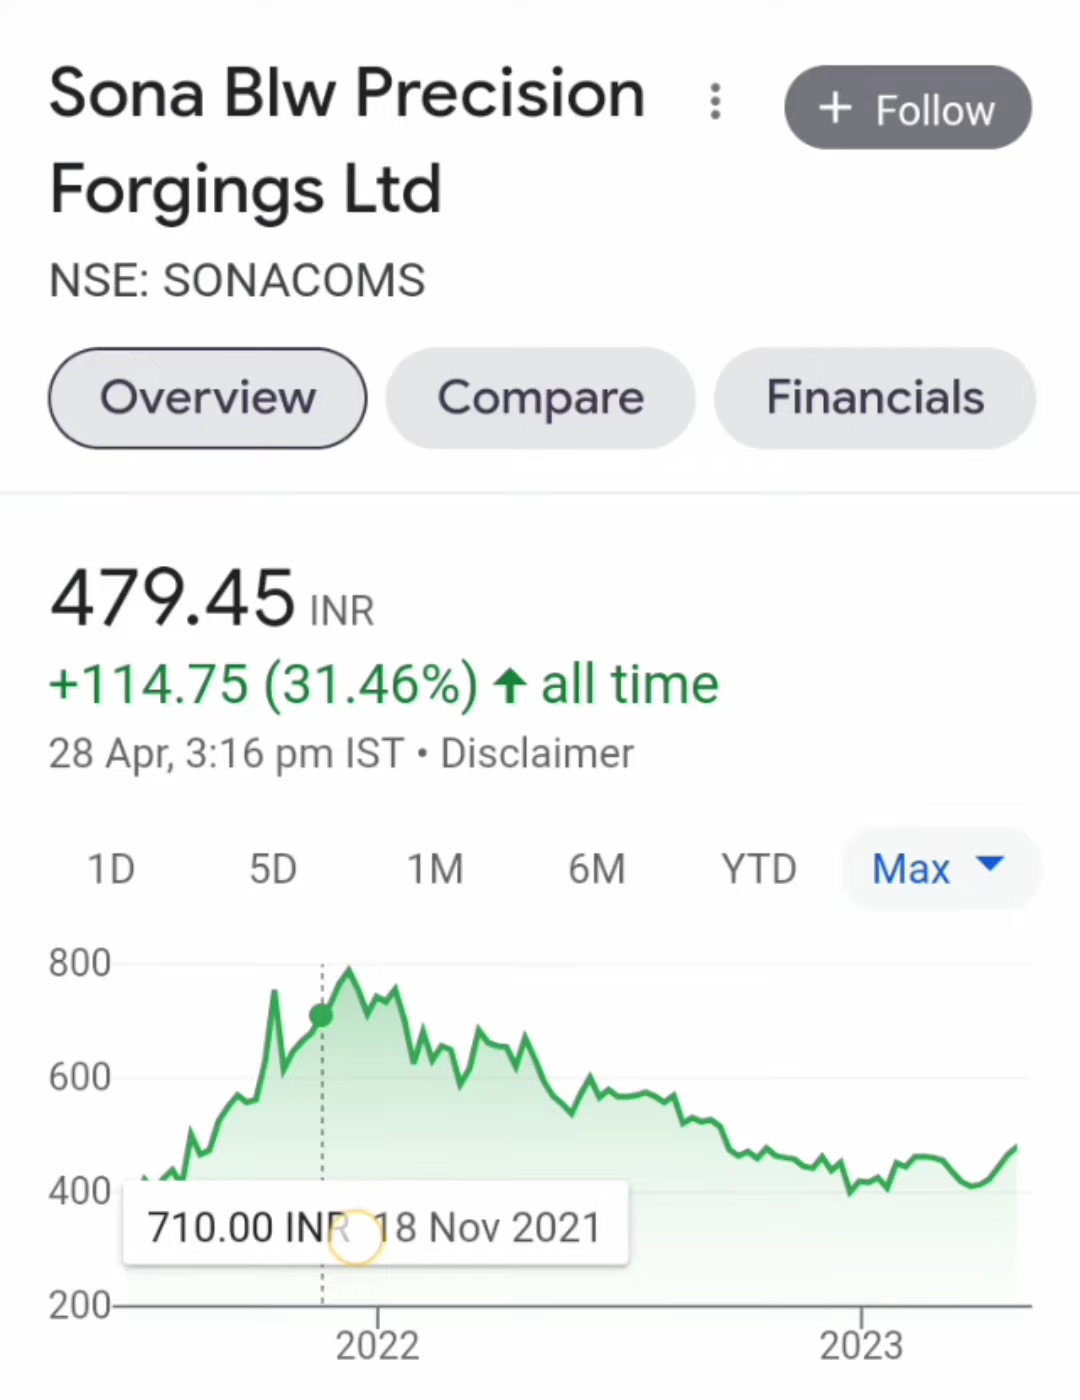 Sona Blw Precision
Forgings Ltd
+ Follow
NSE: SONACOMS
Overview Compare Financials
479.45 INR
+114.75 (31.46%) ↑ all time
28 Apr, 3:16 pm IST • Disclaimer
1D 5D 1M 6M YTD Max
800
600
400
710.00 INR 18 Nov 2021
200
2022 2023